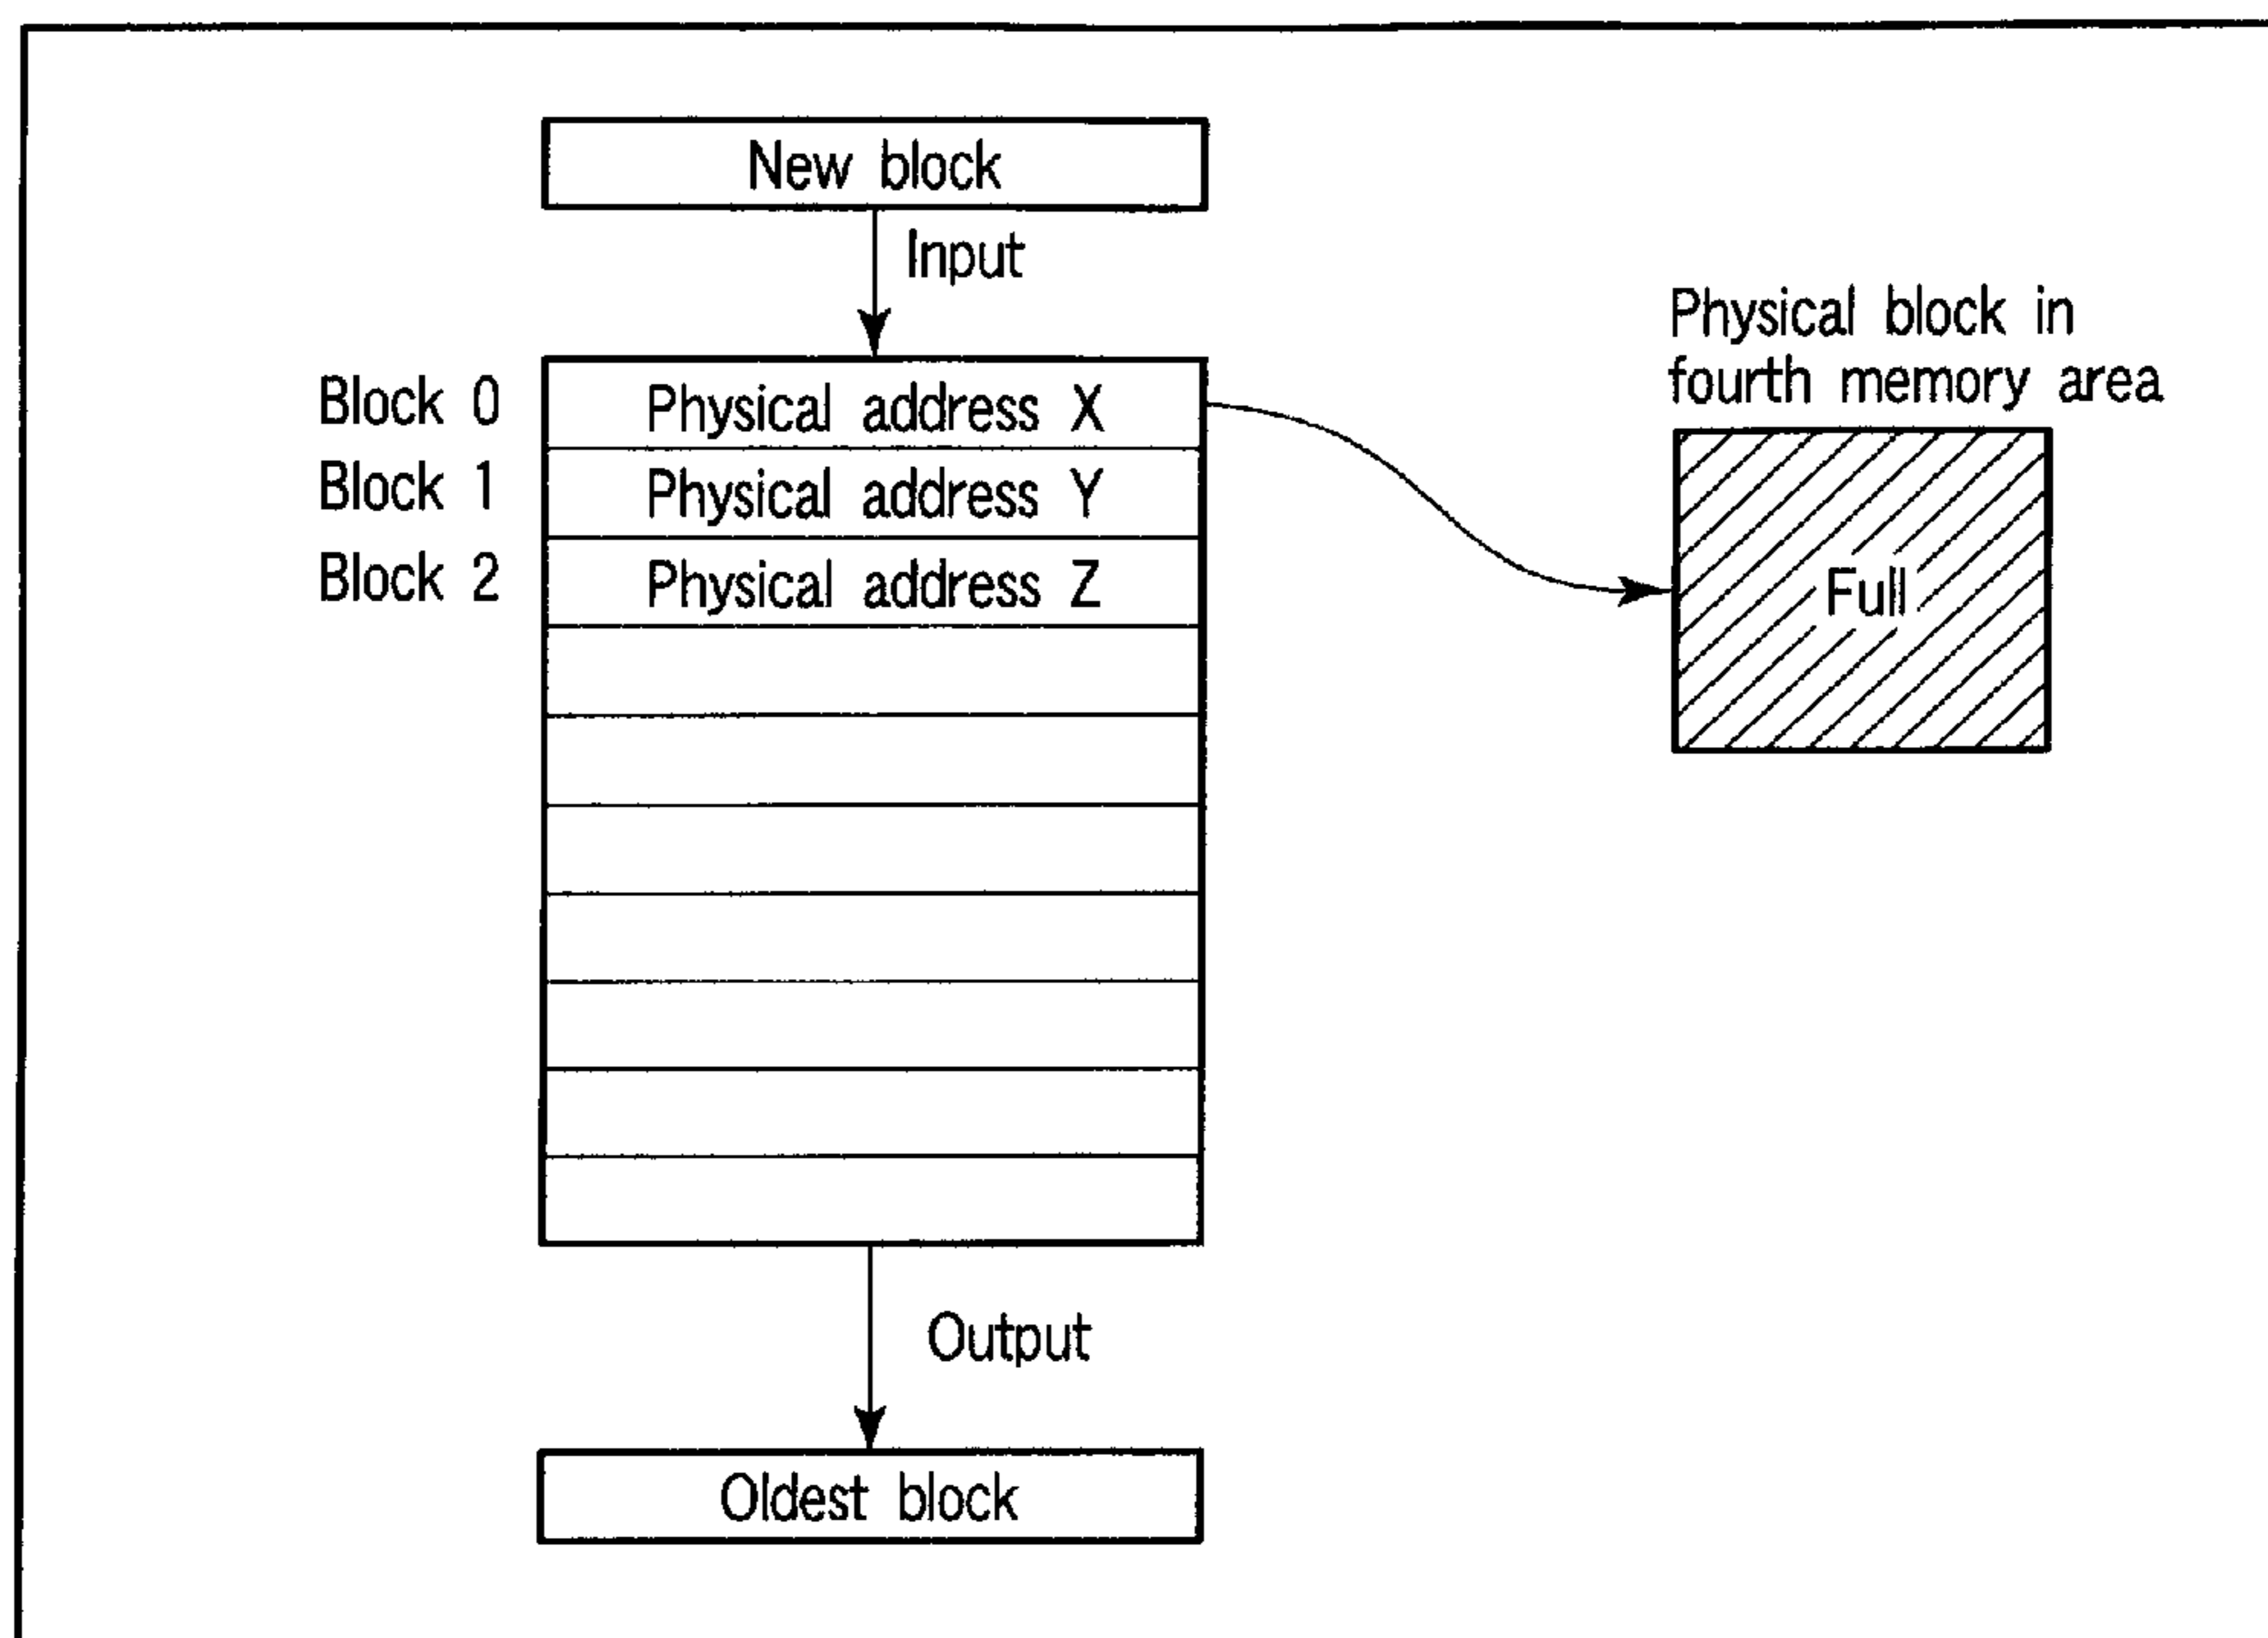 New block
Input
Physical block in
fourth memory area
Block 0 Physical address X
Block 1 Physical address Y
Block 2 Physical address Z
Full
Output
Oldest block